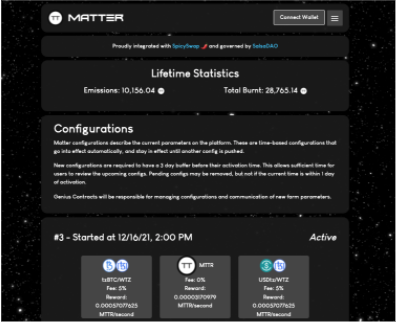 MATTER
Connect Wallet
Proudly integrated with SpicySwap 🌶️ and governed by SalsaDAO
Lifetime Statistics
Emissions: 10,156.04
Total Burnt: 28,765.14
Configurations
Matter configurations describe the current parameters on the platform. These are time-based configurations that
go into effect automatically, and stay in effect until another config is pushed.
New configurations are required to have a 2 day buffer before their activation time. This allows sufficient time for
users to review the upcoming configs. Pending configs may be removed, but not if the current time is within 1 day
of activation.
Genius Contracts will be responsible for managing configurations and communication of new farm parameters.
#3 - Started at 12/16/21, 2:00 PM
Active
tzBTC/WTZ
Fee: 5%
Reward:
0.00057077625
MTTR/second
MTTR
Fee: 0%
Reward:
0.00003170979
MTTR/second
USDtz/WTZ
Fee: 5%
Reward:
0.00057077625
MTTR/second